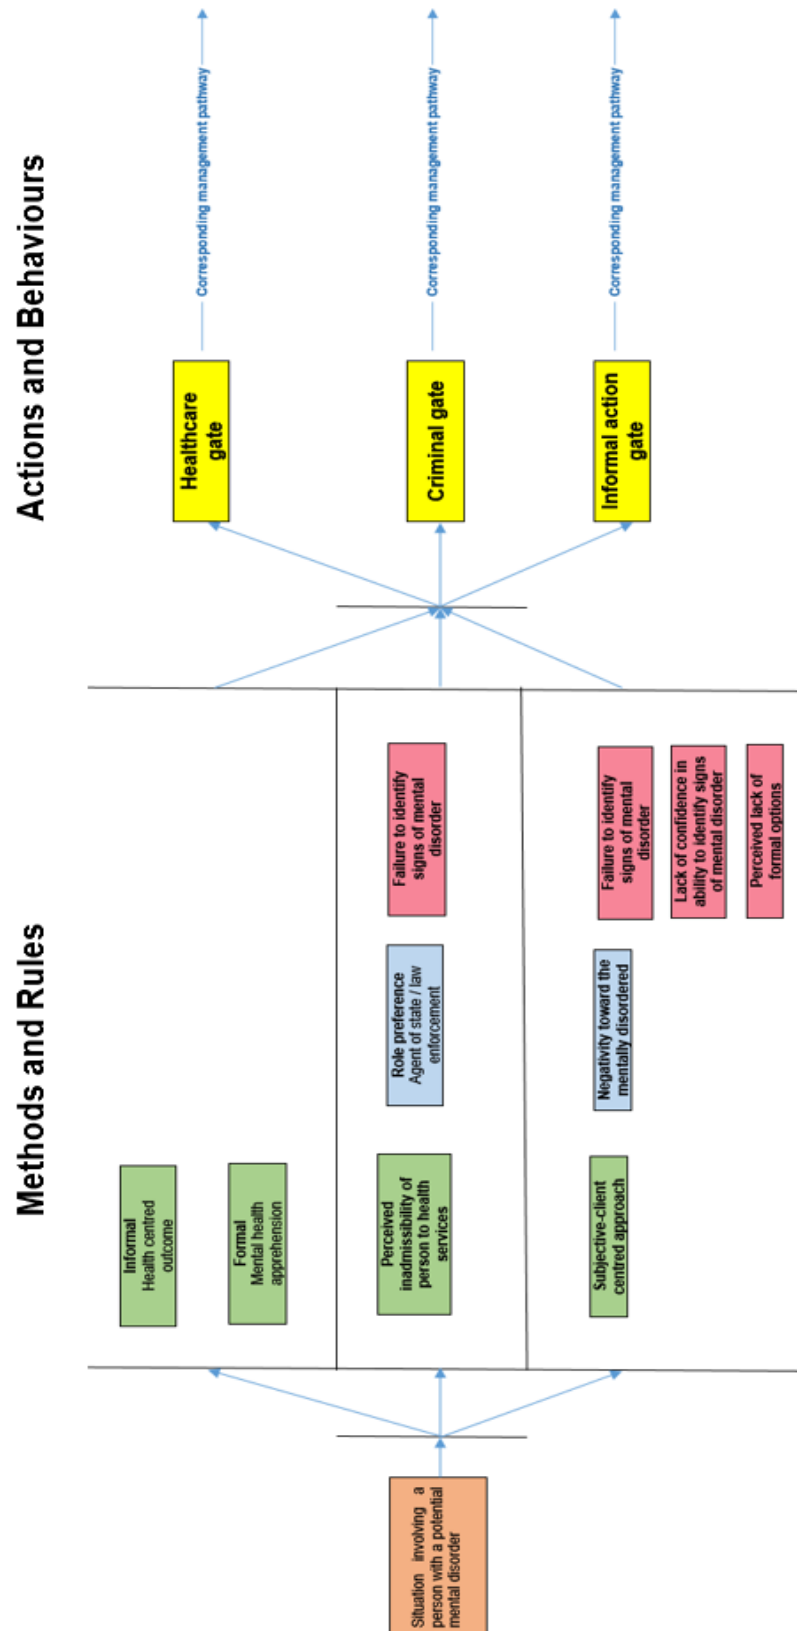 Methods and Rules
Actions and Behaviours
Situation involving a
person with a potential
mental disorder
Informal
Health centred
outcome
Formal
Mental health
apprehension
Perceived
inadmissibility of
person to health
services
Role preference
Agent of state / law
enforcement
Failure to identify
signs of mental
disorder
Subjective-client
centred approach
Negativity toward the
mentally disordered
Failure to identify
signs of mental
disorder
Lack of confidence in
ability to identify signs
of mental disorder
Perceived lack of
formal options
Healthcare
gate
Corresponding management pathway
Criminal gate
Corresponding management pathway
Informal action
gate
Corresponding management pathway